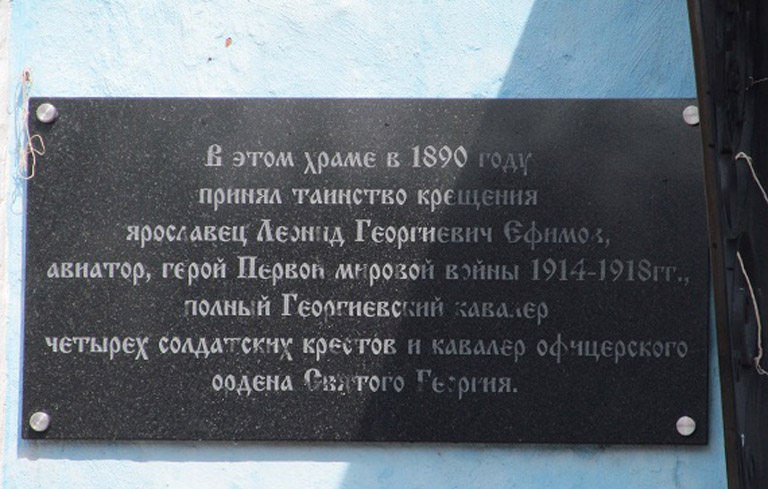 В этом храме в 1890 году
принял таинство крещения
ярославец Леонид Георгиевич Ефимов,
авиатор, герой Первой мировой войны 1914-1918гг.,
полный Георгиевский кавалер
четырех солдатских крестов и кавалер офицерского
ордена Святого Георгия.